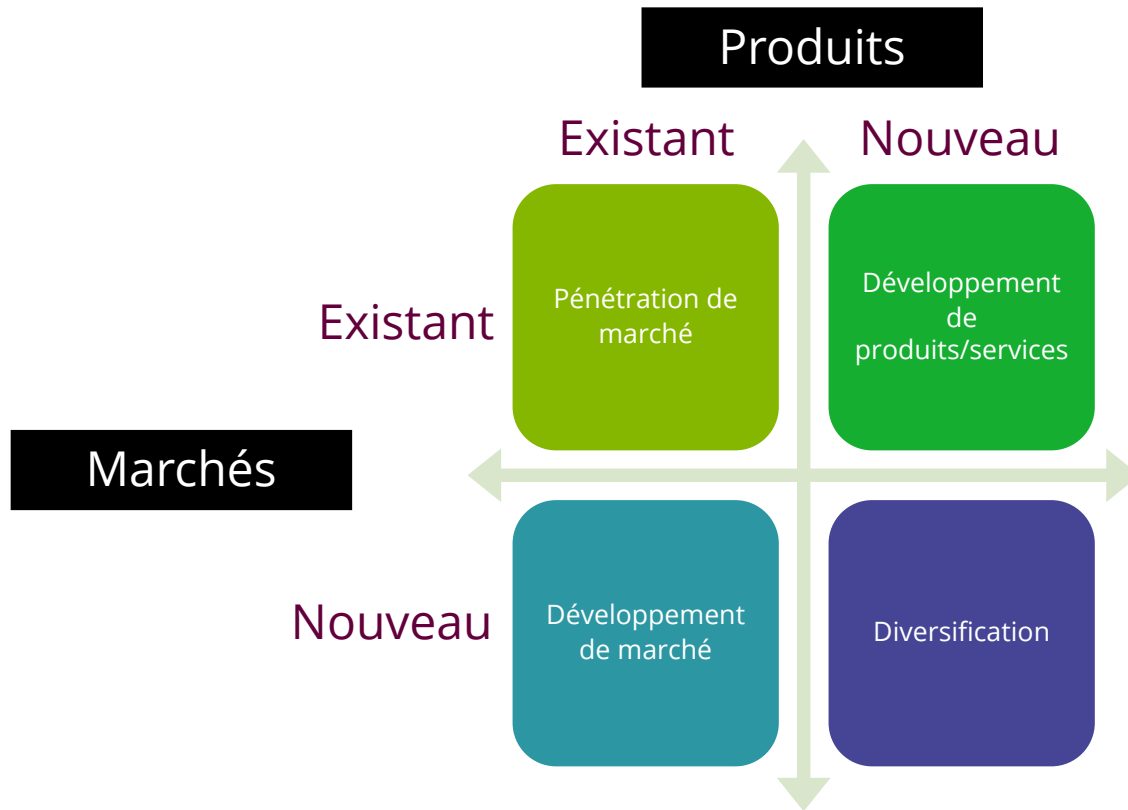 Produits
Existant
Nouveau
Existant
Pénétration de
marché
Développement
de
produits/services
Marchés
Nouveau
Développement
de marché
Diversification